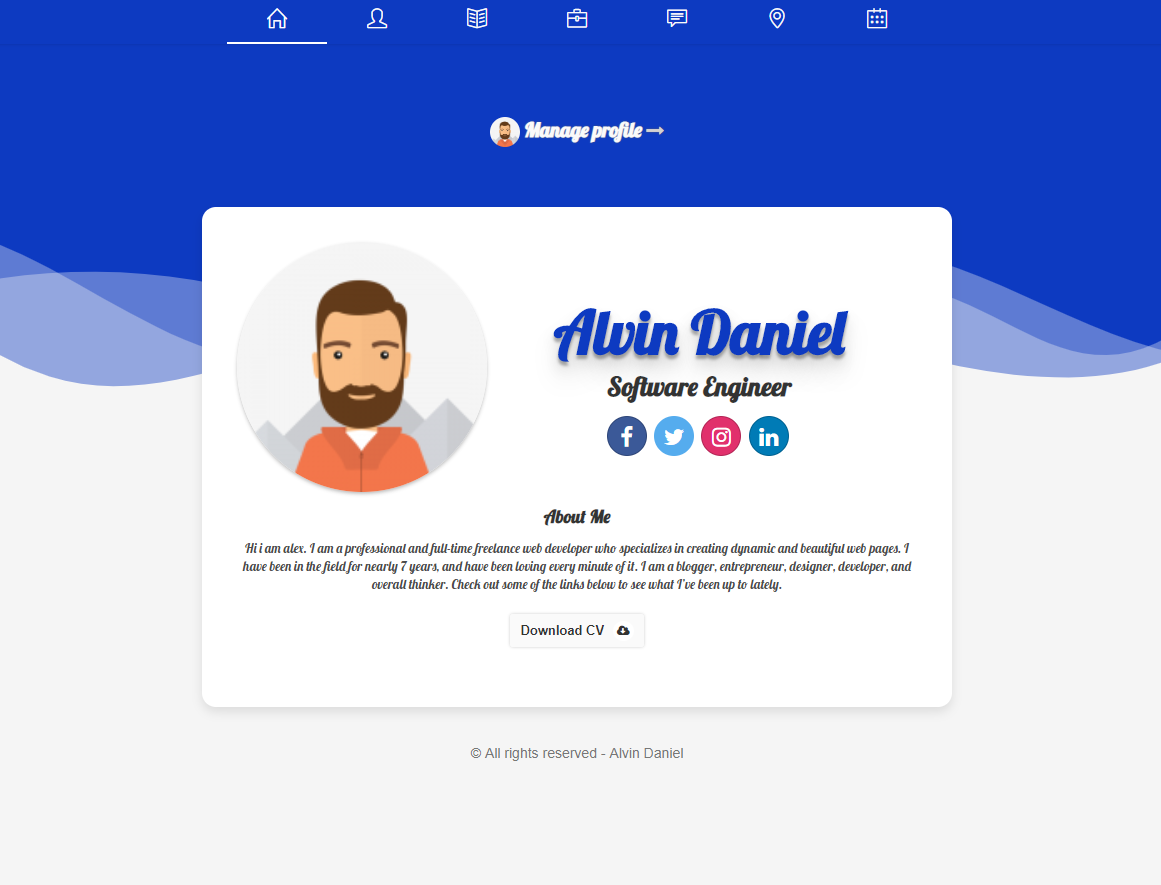 Manage profile
Alvin Daniel
Software Engineer
About Me
Hi i am alex. I am a professional and full-time freelance web developer who specializes in creating dynamic and beautiful web pages. I
have been in the field for nearly 7 years, and have been loving every minute of it. I am a blogger, entrepreneur, designer, developer, and
overall thinker. Check out some of the links below to see what I've been up to lately.
Download CV
© All rights reserved - Alvin Daniel